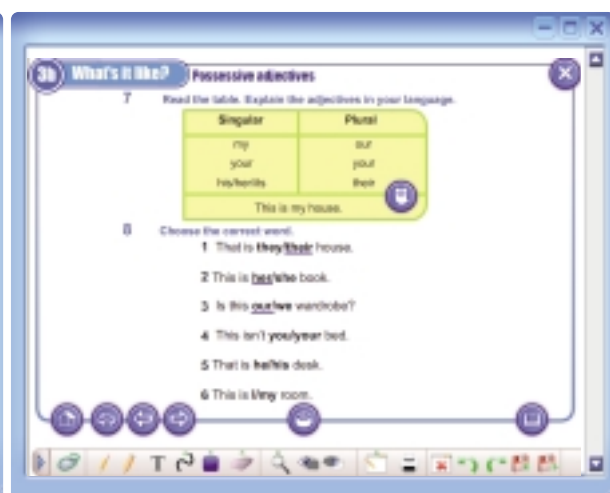 3b What's it like? Possessive adjectives
7 Read the table. Explain the adjectives in your language.
Singular Plural
my our
your your
his/her/its their
This is my house.
8 Choose the correct word.
1 That is they/their house.
2 This is her/she book.
3 Is this our/we wardrobe?
4 This isn't you/your bed.
5 That is he/his desk.
6 This is I/my room.
T